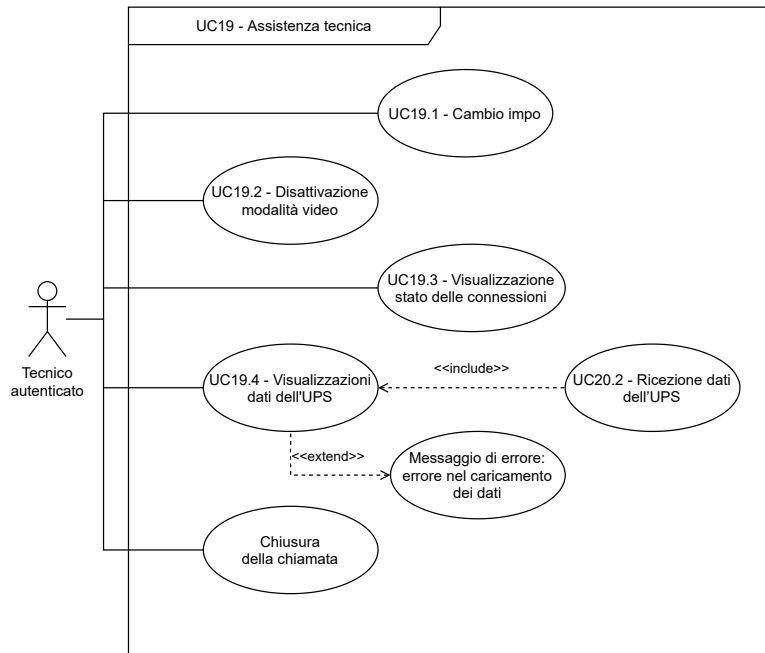 UC19 - Assistenza tecnica
UC19.1 - Cambio impo
UC19.2 - Disattivazione
modalità video
UC19.3 - Visualizzazione
stato delle connessioni
Tecnico
autenticato
UC19.4 - Visualizzazioni
dati dell'UPS
<<include>>
UC20.2 - Ricezione dati
dell'UPS
<<extend>>
Messaggio di errore:
errore nel caricamento
dei dati
Chiusura
della chiamata